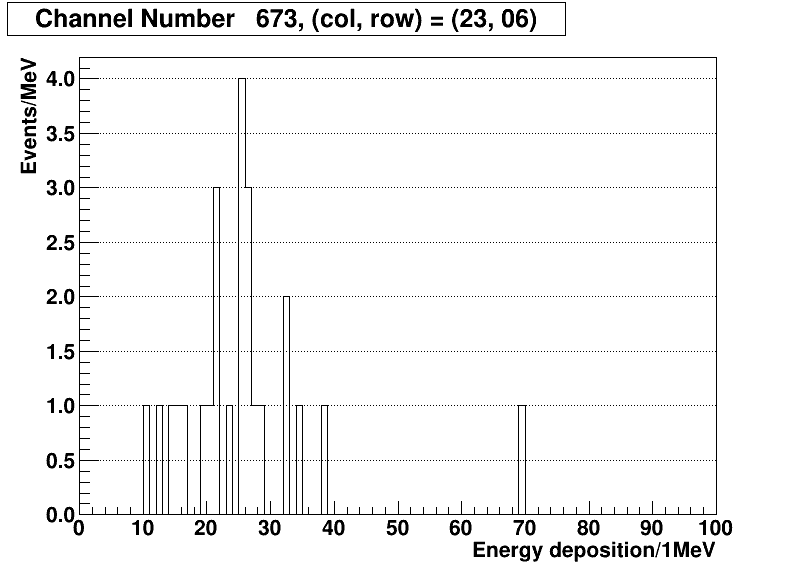 Channel Number 673, (col, row) = (23, 06)
Events/MeV
4.0
3.5
3.0
2.5
2.0
1.5
1.0
0.5
0.0
0 10 20 30 40 50 60 70 80 90 100
Energy deposition/1MeV